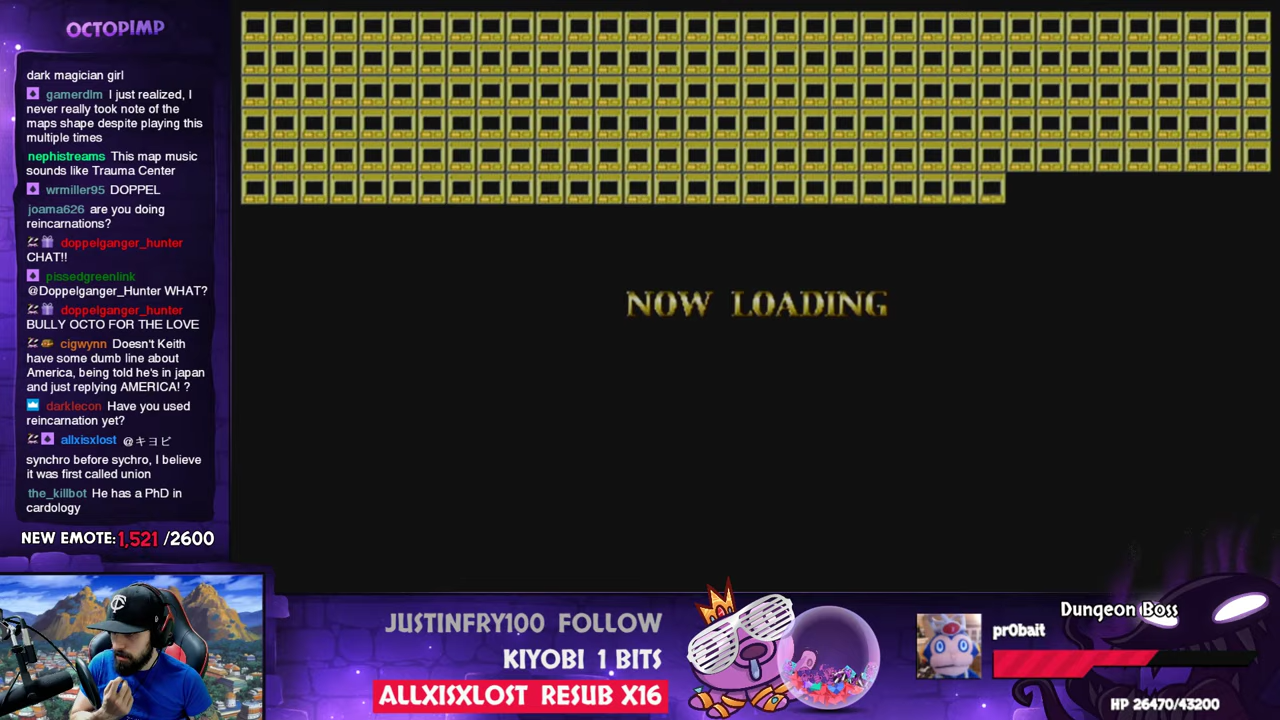 OCTOPIMP
dark magician girl
gamerdlm I just realized, I
never really took note of the
maps shape despite playing this
multiple times
nephistreams This map music
sounds like Trauma Center
wrmiller95 DOPPEL
joama626 are you doing
reincarnations?
doppelganger_hunter
CHAT!!
pissedgreenlink
@Doppelganger_Hunter WHAT?
doppelganger_hunter
BULLY OCTO FOR THE LOVE
cigwynn Doesn't Keith
have some dumb line about
America, being told he's in japan
and just replying AMERICA! ?
darklecon Have you used
reincarnation yet?
allxisxlost @キヨビ
synchro before sychro, I believe
it was first called union
the_killbot He has a PhD in
cardology
NEW EMOTE: 1,521 /2600
NOW LOADING
JUSTINFRY100 FOLLOW
KIYOBI 1 BITS
ALLXISXLOST RESUB X16
Dungeon Boss
pr0bait
HP 26470/43200